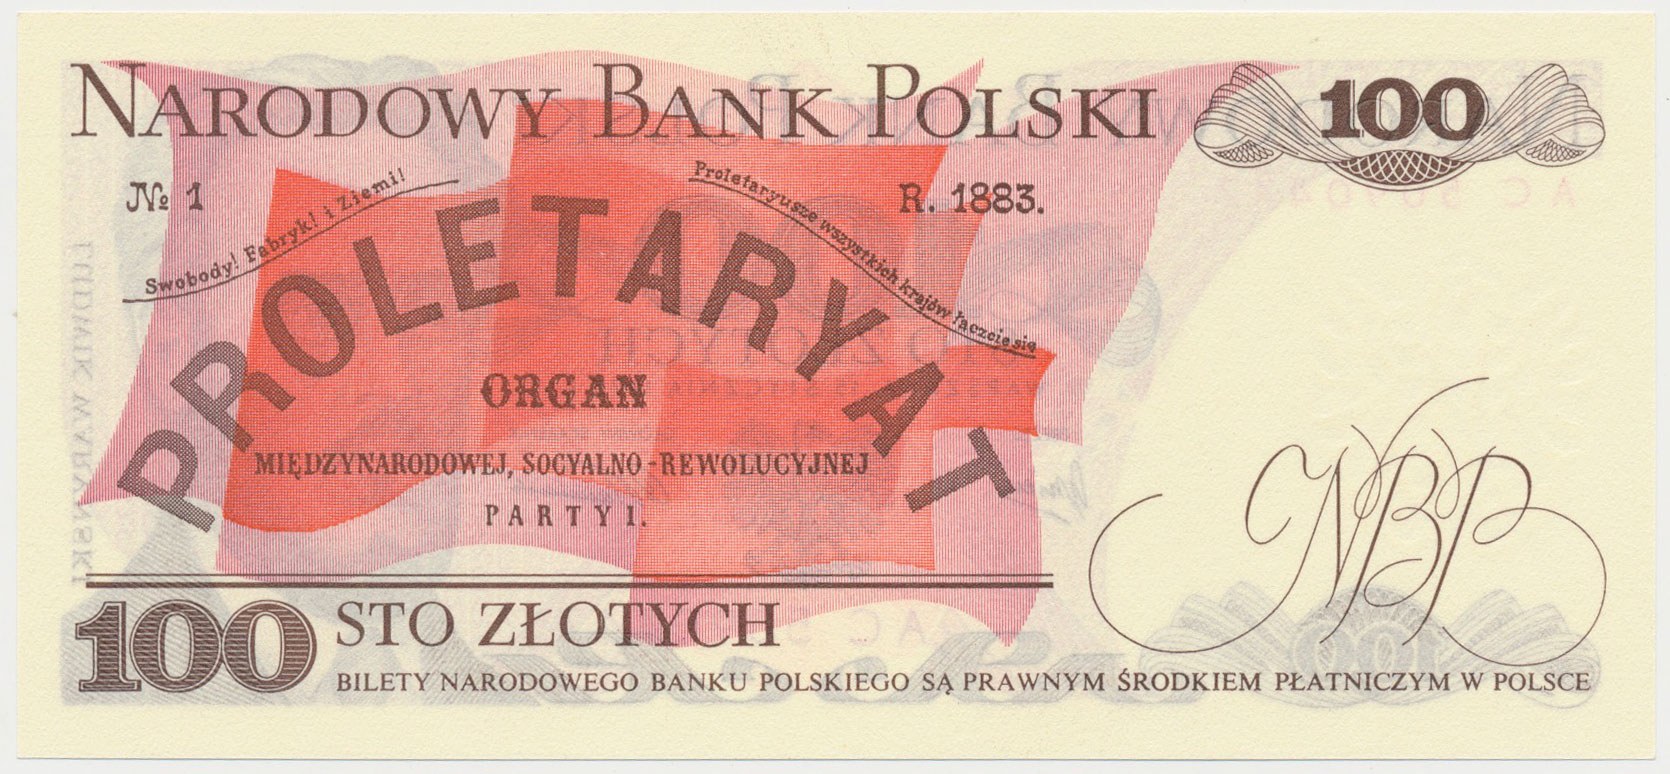 NARODOWY BANK POLSKI
100
№ 1
R. 1883.
Swobody! Fabryk! i Ziemi!
Proletaryusze wszystkich krajów łączcie się
PROLETARYAT
ORGAN
MIĘDZYNARODOWEJ, SOCYALNO-REWOLUCYJNEJ
PARTYI.
NBP
100
STO ZŁOTYCH
BILETY NARODOWEGO BANKU POLSKIEGO SĄ PRAWNYM ŚRODKIEM PŁATNICZYM W POLSCE